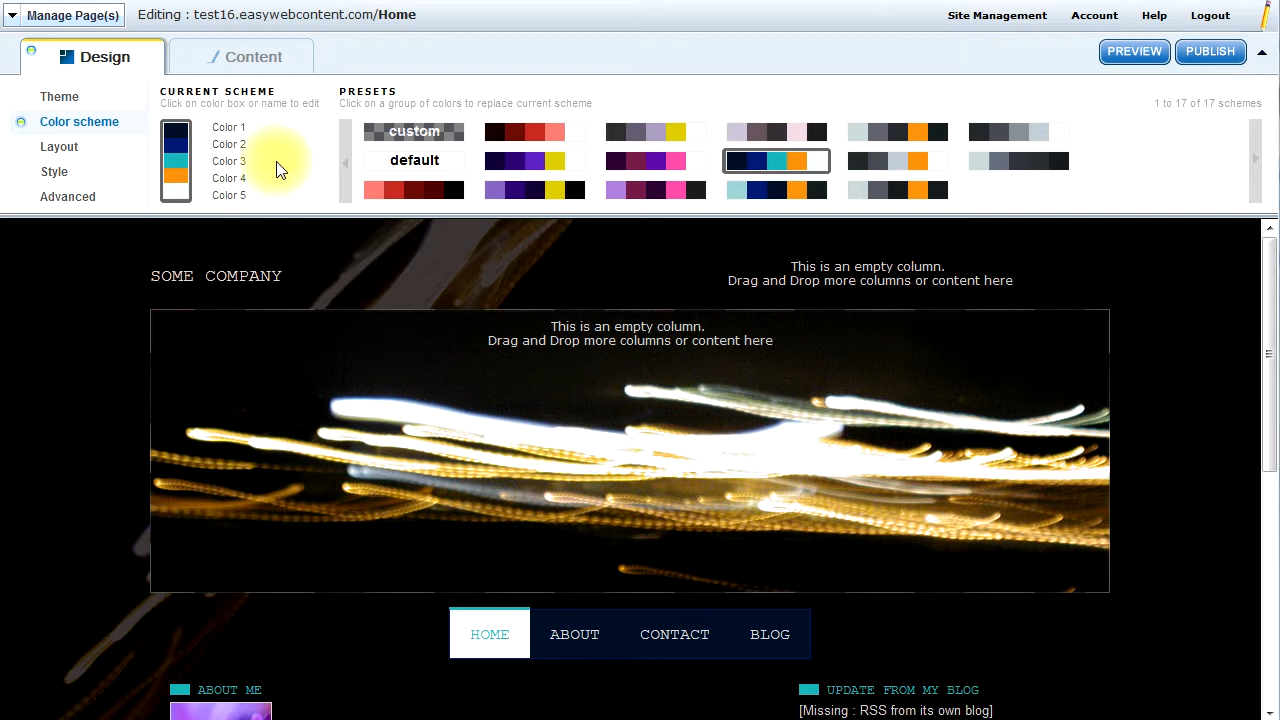 Manage Page(s)
Editing : test16.easywebcontent.com/Home
Site Management
Account
Help
Logout
Design
Content
PREVIEW
PUBLISH
Theme
Color scheme
Layout
Style
Advanced
CURRENT SCHEME
Click on color box or name to edit
Color 1
Color 2
Color 3
Color 4
Color 5
PRESETS
Click on a group of colors to replace current scheme
1 to 17 of 17 schemes
custom
default
SOME COMPANY
This is an empty column.
Drag and Drop more columns or content here
This is an empty column.
Drag and Drop more columns or content here
HOME
ABOUT
CONTACT
BLOG
ABOUT ME
UPDATE FROM MY BLOG
[Missing : RSS from its own blog]